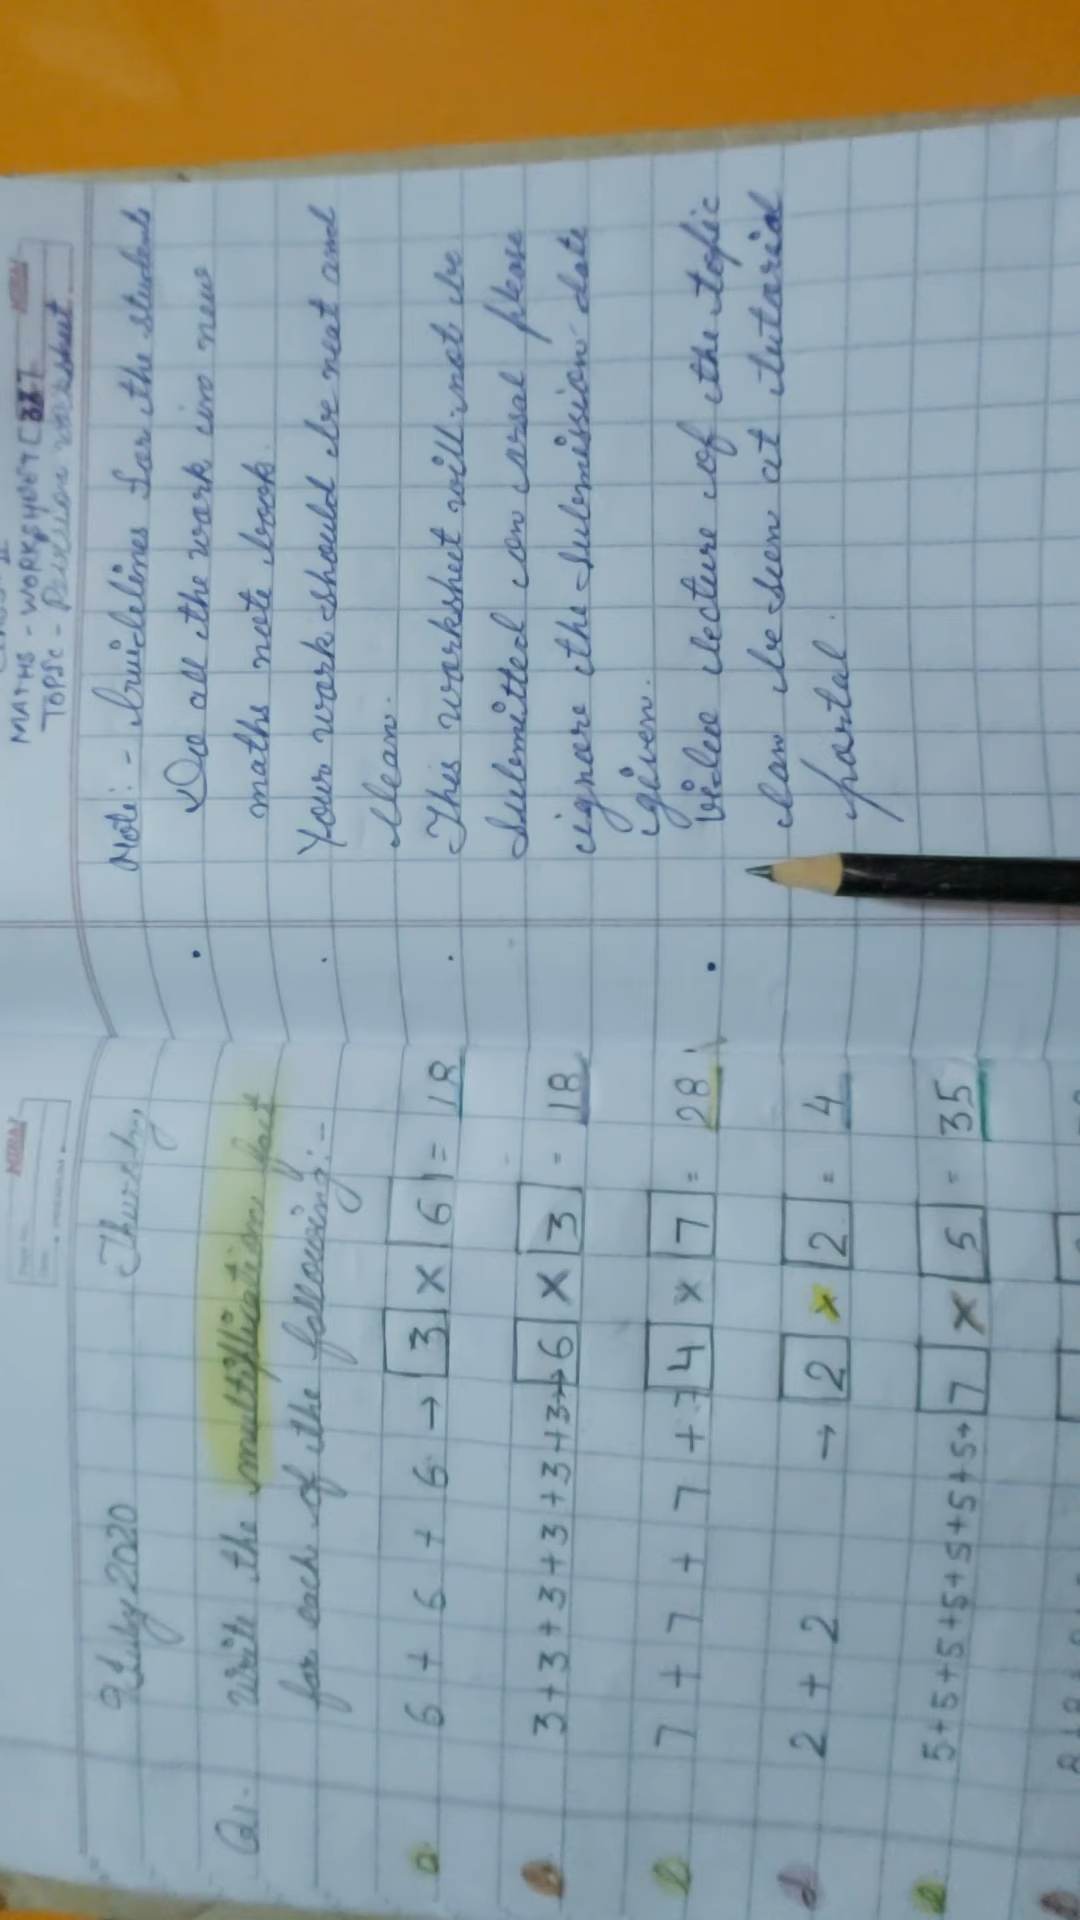 9 July 2020 Thursday
Q1. Write the multiplication fact
for each of the following:-
a 6 + 6 + 6 → 3 × 6 = 18
b 3+3+3+3+3+3 → 6 × 3 = 18
c 7 + 7 + 7 + 7 4 × 7 = 28
d 2 + 2 → 2 × 2 = 4
e 5+5+5+5+5+5+5→ 7 × 5 = 35
MATHS - WORKSHEET
TOPIC - Revision worksheet
Note:- Guidelines for the students
• Do all the work in new
maths note book.
• Your work should be neat and
clean.
• This worksheet will not be
submitted on portal please
ignore the submission date
given.
• Video lecture of the topic
can be seen at tutorial
portal.